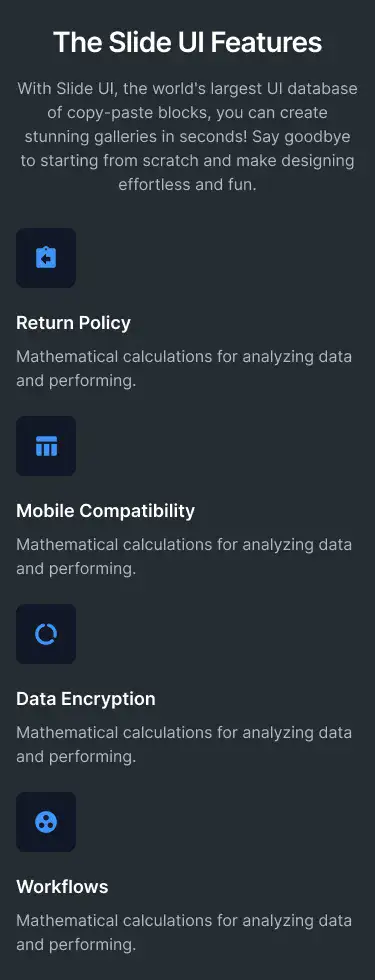 The Slide UI Features
With Slide UI, the world's largest UI database
of copy-paste blocks, you can create
stunning galleries in seconds! Say goodbye
to starting from scratch and make designing
effortless and fun.
Return Policy
Mathematical calculations for analyzing data
and performing.
Mobile Compatibility
Mathematical calculations for analyzing data
and performing.
Data Encryption
Mathematical calculations for analyzing data
and performing.
Workflows
Mathematical calculations for analyzing data
and performing.